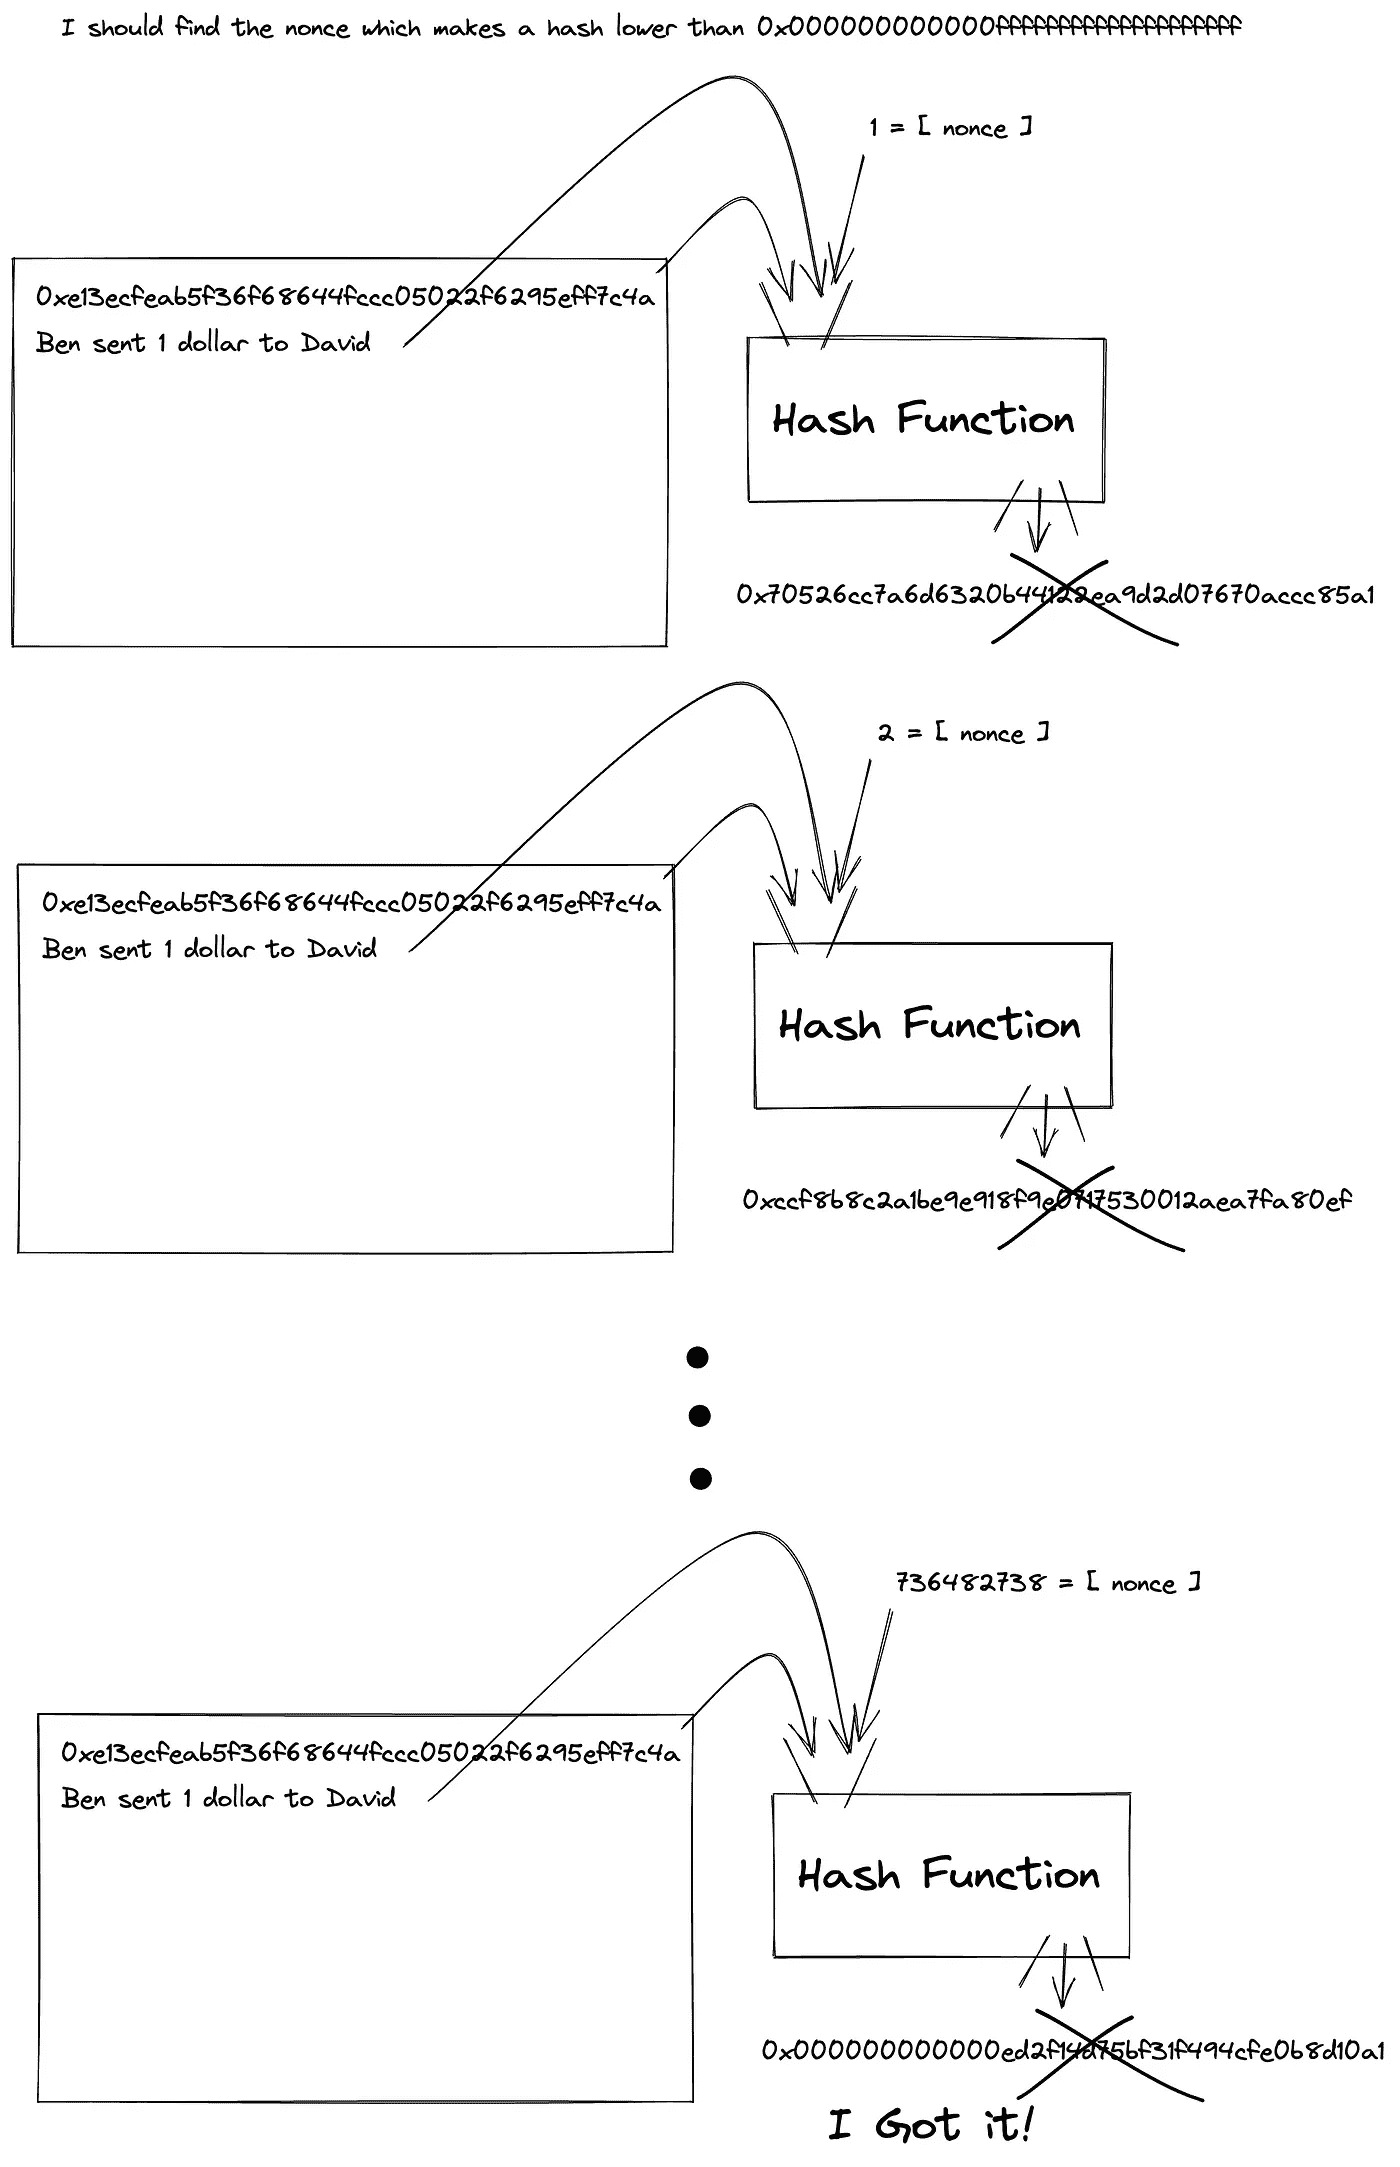 I should find the nonce which makes a hash lower than 0x000000000000ffffffffffffffffffff
1 = [ nonce ]
0xe13ecfeab5f36f68644fccc05022f6295eff7c4a
Ben sent 1 dollar to David
Hash Function
0x70526cc7a6d6320b44122ea9d2d07670accc85a1
2 = [ nonce ]
0xe13ecfeab5f36f68644fccc05022f6295eff7c4a
Ben sent 1 dollar to David
Hash Function
0xccf8b8c2a1be9e918f9e0717530012aea7fa80ef
736482738 = [ nonce ]
0xe13ecfeab5f36f68644fccc05022f6295eff7c4a
Ben sent 1 dollar to David
Hash Function
0x000000000000ed2f14d75bf31f494cfe0b8d10a1
I Got it!